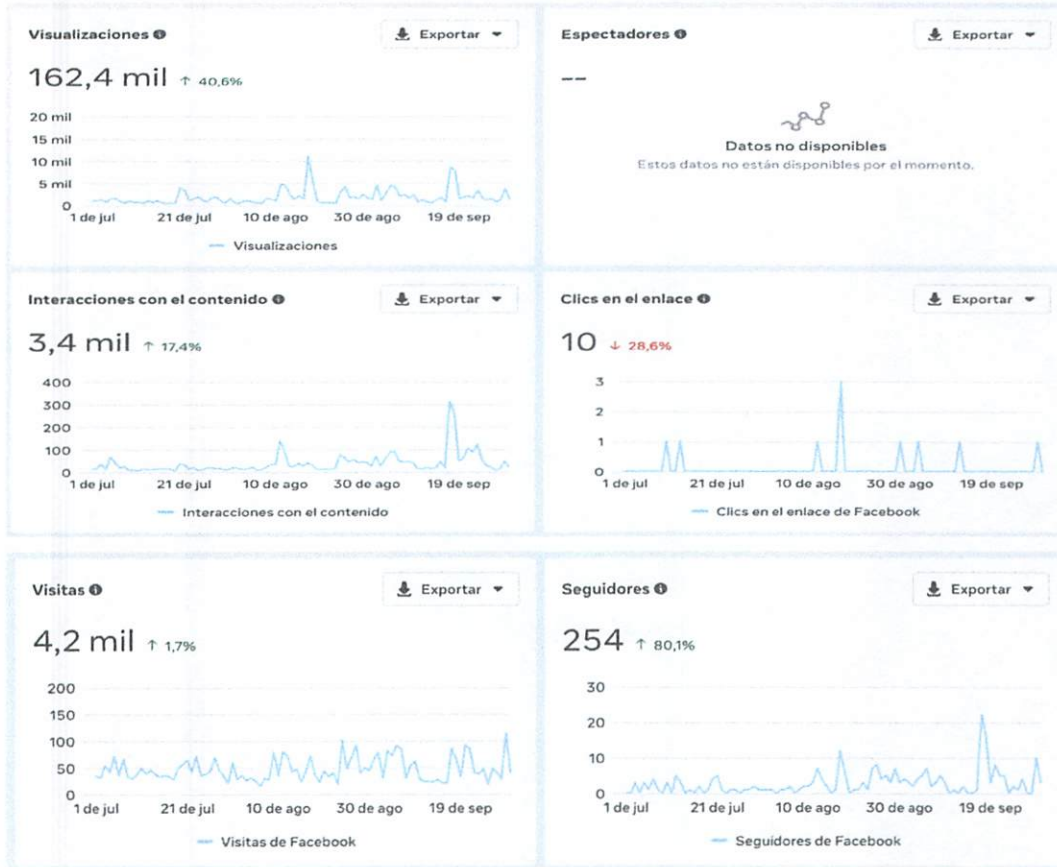 Visualizaciones
Exportar
162,4 mil ↑ 40,6%
20 mil
15 mil
10 mil
5 mil
0
1 de jul 21 de jul 10 de ago 30 de ago 19 de sep
Visualizaciones
Espectadores
Exportar
--
Datos no disponibles
Estos datos no están disponibles por el momento.
Interacciones con el contenido
Exportar
3,4 mil ↑ 17,4%
400
300
200
100
0
1 de jul 21 de jul 10 de ago 30 de ago 19 de sep
Interacciones con el contenido
Clics en el enlace
Exportar
10 ↓ 28,6%
3
2
1
0
1 de jul 21 de jul 10 de ago 30 de ago 19 de sep
Clics en el enlace de Facebook
Visitas
Exportar
4,2 mil ↑ 1,7%
200
150
100
50
0
1 de jul 21 de jul 10 de ago 30 de ago 19 de sep
Visitas de Facebook
Seguidores
Exportar
254 ↑ 80,1%
30
20
10
0
1 de jul 21 de jul 10 de ago 30 de ago 19 de sep
Seguidores de Facebook